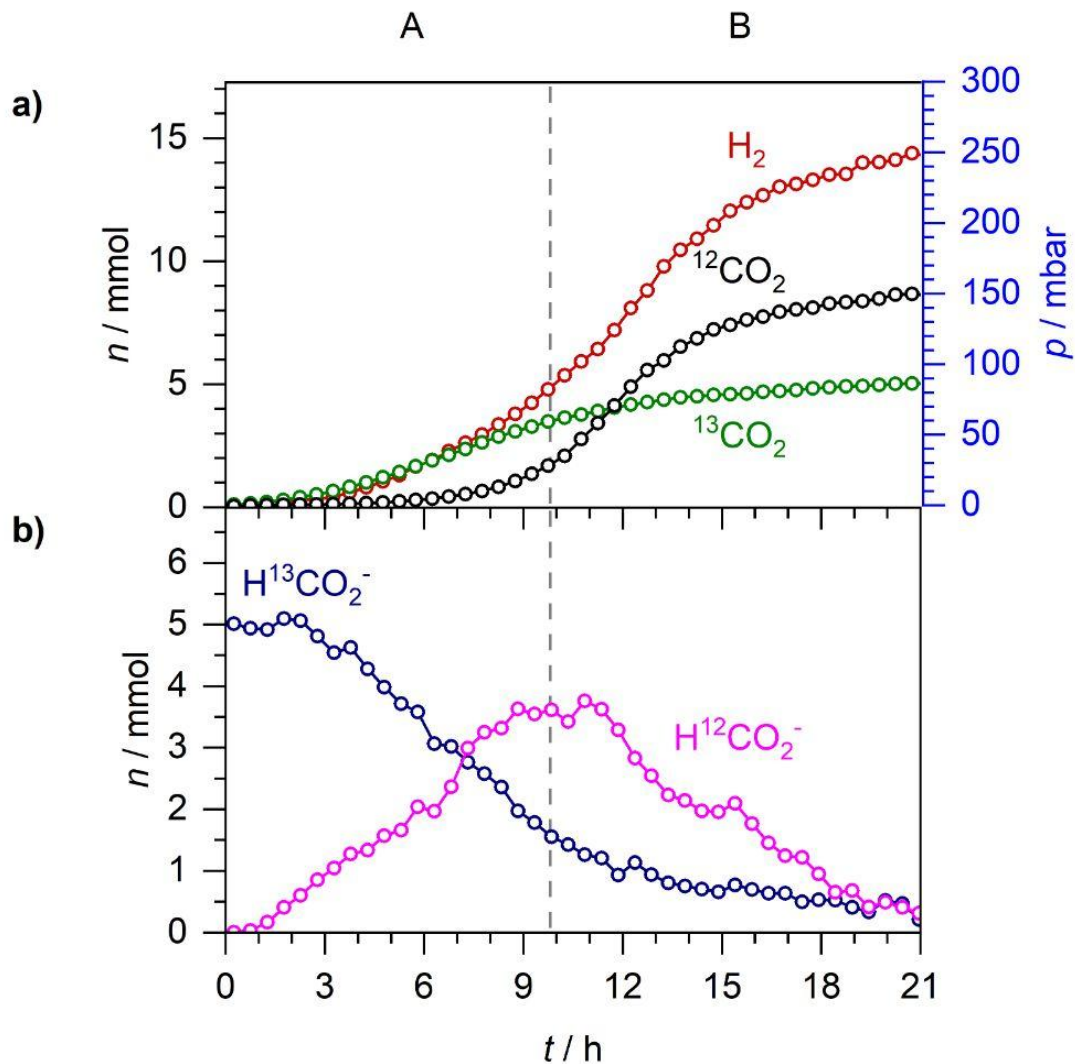 A B
a)
n / mmol
15
10
5
0
H₂
¹²CO₂
¹³CO₂
300
250
200
150
100
50
0
p / mbar
b)
n / mmol
6
5
4
3
2
1
0
H¹³CO₂⁻
H¹²CO₂⁻
0 3 6 9 12 15 18 21
t / h